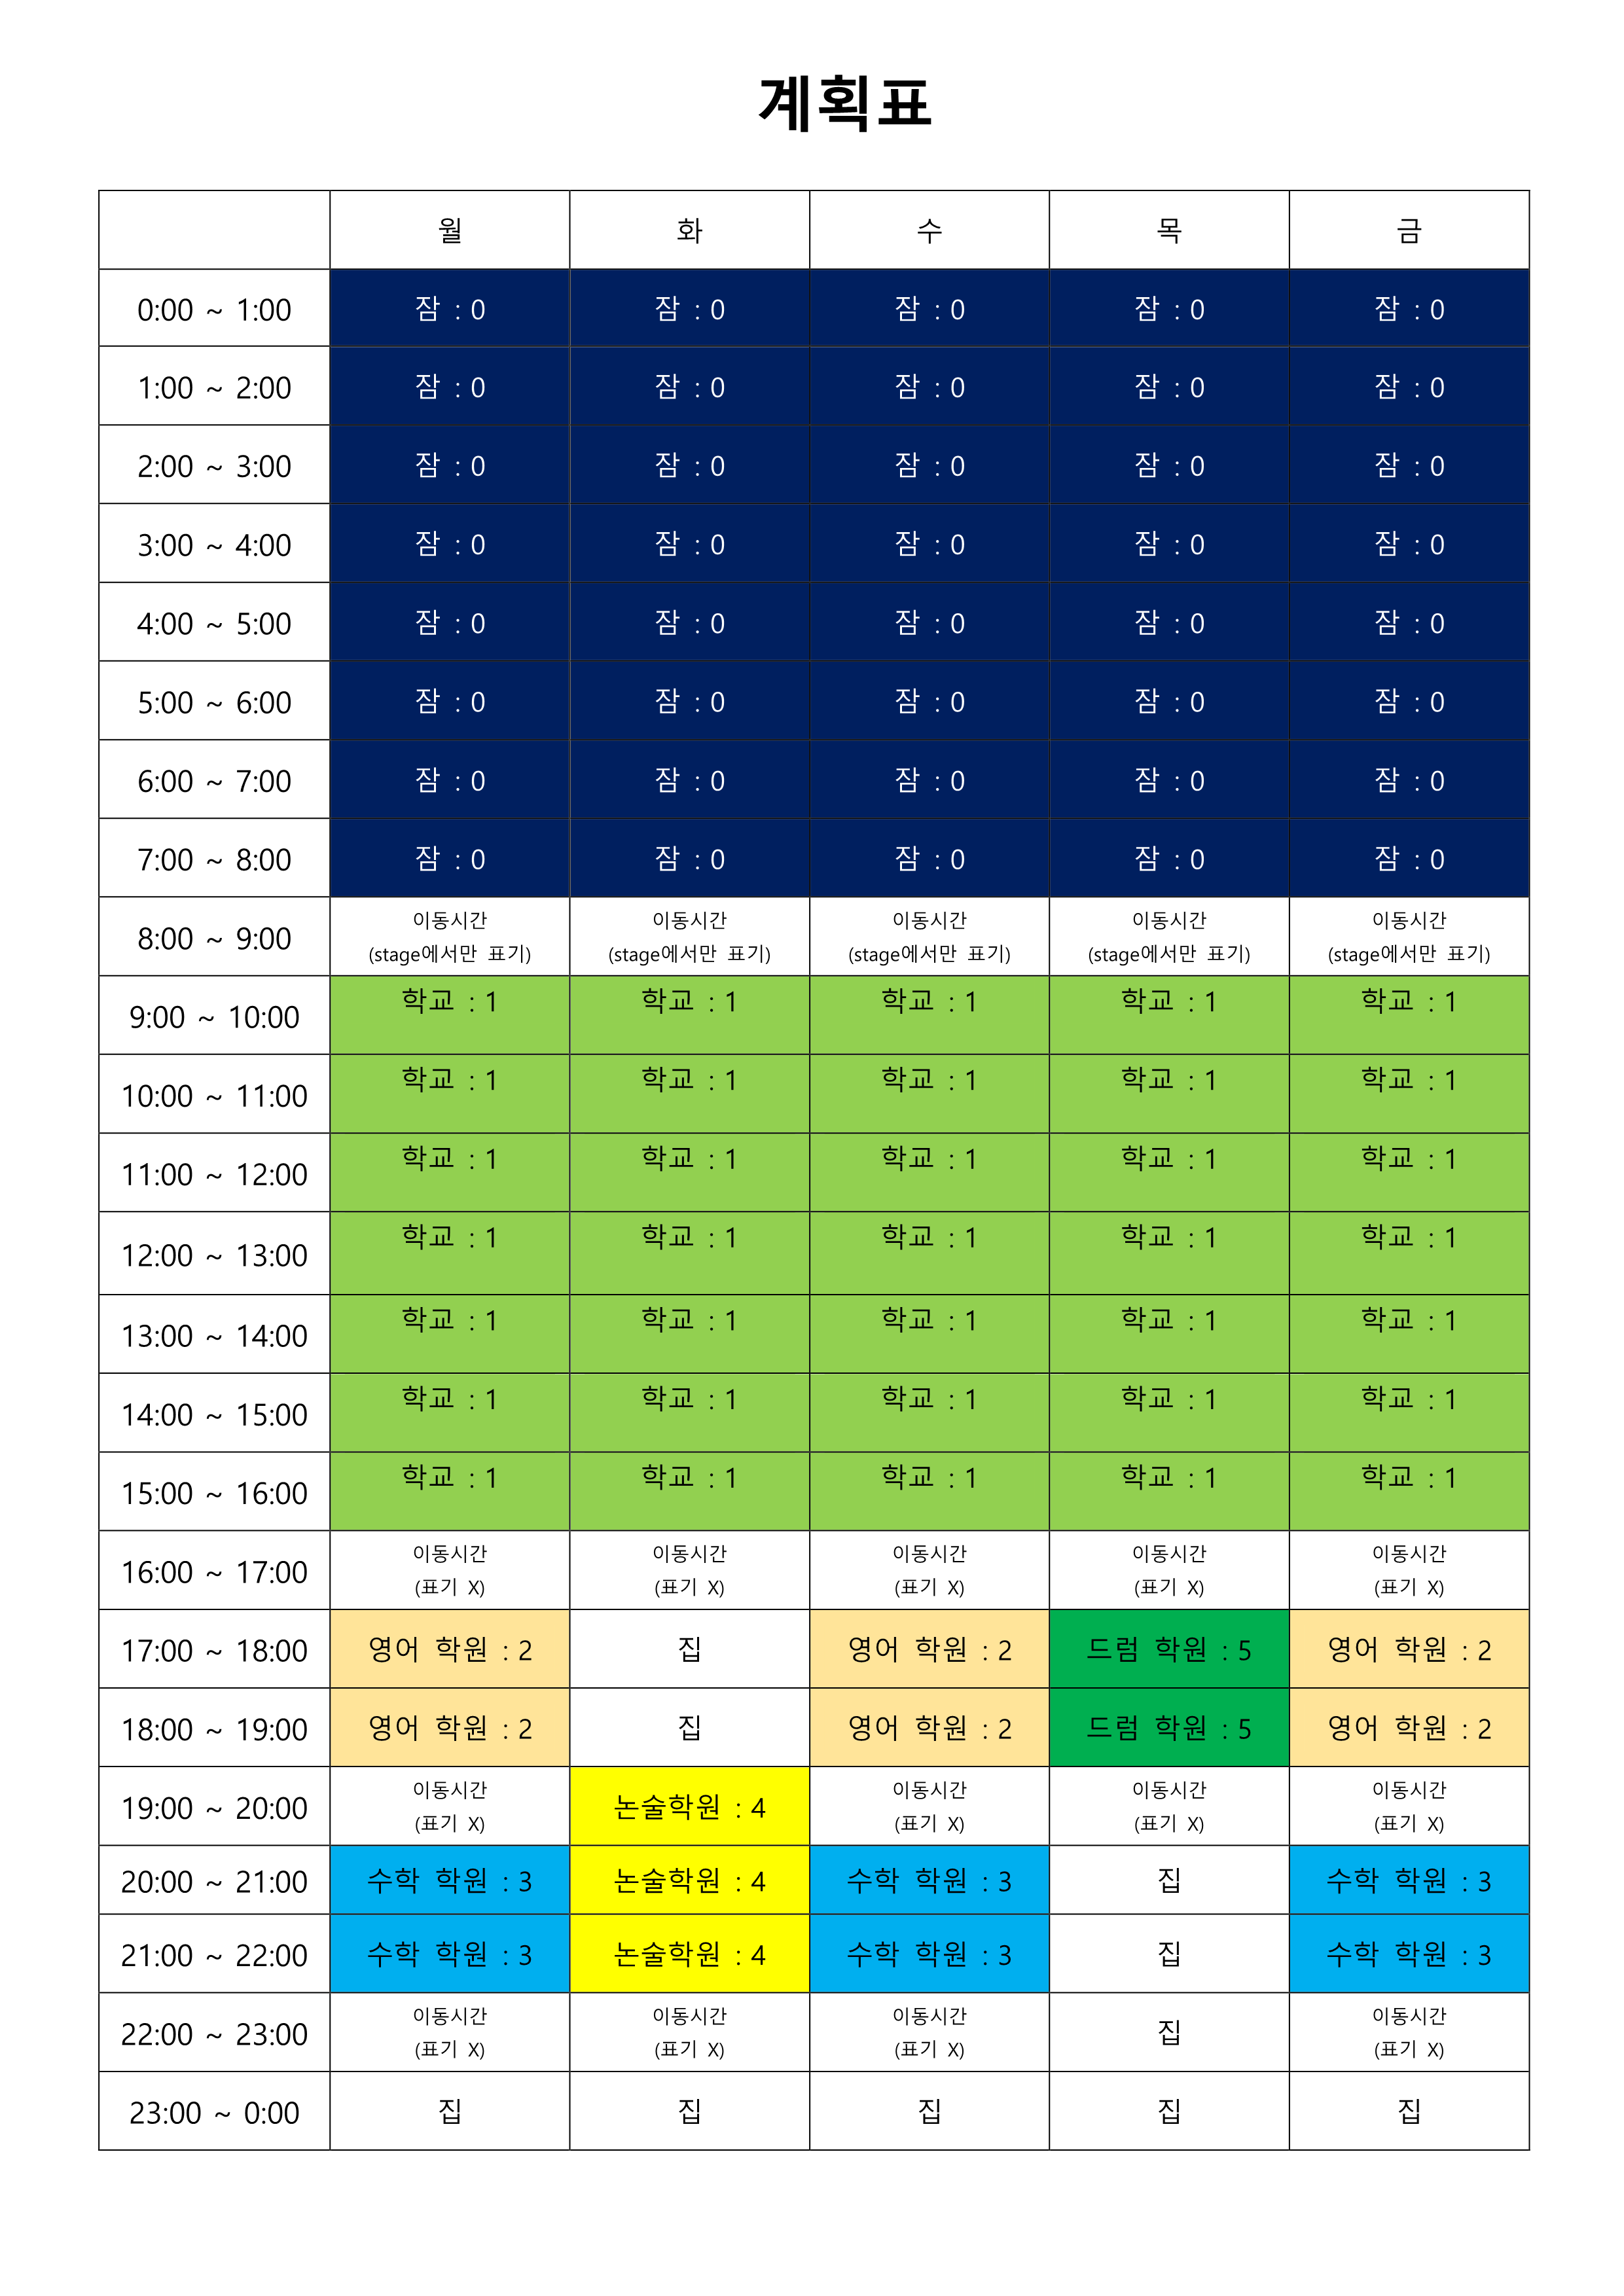 계획표
월 화 수 목 금
0:00 ~ 1:00 잠 : 0 잠 : 0 잠 : 0 잠 : 0 잠 : 0
1:00 ~ 2:00 잠 : 0 잠 : 0 잠 : 0 잠 : 0 잠 : 0
2:00 ~ 3:00 잠 : 0 잠 : 0 잠 : 0 잠 : 0 잠 : 0
3:00 ~ 4:00 잠 : 0 잠 : 0 잠 : 0 잠 : 0 잠 : 0
4:00 ~ 5:00 잠 : 0 잠 : 0 잠 : 0 잠 : 0 잠 : 0
5:00 ~ 6:00 잠 : 0 잠 : 0 잠 : 0 잠 : 0 잠 : 0
6:00 ~ 7:00 잠 : 0 잠 : 0 잠 : 0 잠 : 0 잠 : 0
7:00 ~ 8:00 잠 : 0 잠 : 0 잠 : 0 잠 : 0 잠 : 0
8:00 ~ 9:00 이동시간 이동시간 이동시간 이동시간 이동시간
(stage에서만 표기) (stage에서만 표기) (stage에서만 표기) (stage에서만 표기) (stage에서만 표기)
9:00 ~ 10:00 학교 : 1 학교 : 1 학교 : 1 학교 : 1 학교 : 1
10:00 ~ 11:00 학교 : 1 학교 : 1 학교 : 1 학교 : 1 학교 : 1
11:00 ~ 12:00 학교 : 1 학교 : 1 학교 : 1 학교 : 1 학교 : 1
12:00 ~ 13:00 학교 : 1 학교 : 1 학교 : 1 학교 : 1 학교 : 1
13:00 ~ 14:00 학교 : 1 학교 : 1 학교 : 1 학교 : 1 학교 : 1
14:00 ~ 15:00 학교 : 1 학교 : 1 학교 : 1 학교 : 1 학교 : 1
15:00 ~ 16:00 학교 : 1 학교 : 1 학교 : 1 학교 : 1 학교 : 1
16:00 ~ 17:00 이동시간 이동시간 이동시간 이동시간 이동시간
(표기 X) (표기 X) (표기 X) (표기 X) (표기 X)
17:00 ~ 18:00 영어 학원 : 2 집 영어 학원 : 2 드럼 학원 : 5 영어 학원 : 2
18:00 ~ 19:00 영어 학원 : 2 집 영어 학원 : 2 드럼 학원 : 5 영어 학원 : 2
19:00 ~ 20:00 이동시간 논술학원 : 4 이동시간 이동시간 이동시간
(표기 X) (표기 X) (표기 X) (표기 X)
20:00 ~ 21:00 수학 학원 : 3 논술학원 : 4 수학 학원 : 3 집 수학 학원 : 3
21:00 ~ 22:00 수학 학원 : 3 논술학원 : 4 수학 학원 : 3 집 수학 학원 : 3
22:00 ~ 23:00 이동시간 이동시간 이동시간 집 이동시간
(표기 X) (표기 X) (표기 X) (표기 X)
23:00 ~ 0:00 집 집 집 집 집